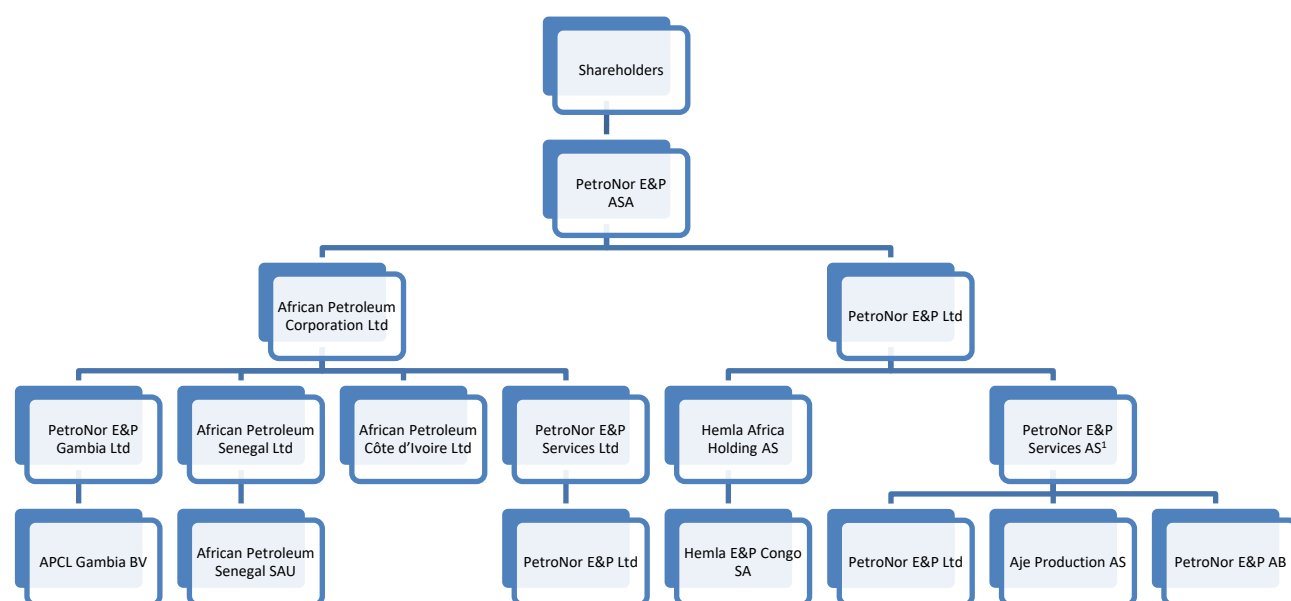 Shareholders
PetroNor E&P
ASA
African Petroleum
Corporation Ltd
PetroNor E&P Ltd
PetroNor E&P
Gambia Ltd
African Petroleum
Senegal Ltd
African Petroleum
Côte d’Ivoire Ltd
PetroNor E&P
Services Ltd
Hemla Africa
Holding AS
PetroNor E&P
Services AS¹
APCL Gambia BV
African Petroleum
Senegal SAU
PetroNor E&P Ltd
Hemla E&P Congo
SA
PetroNor E&P Ltd
Aje Production AS
PetroNor E&P AB